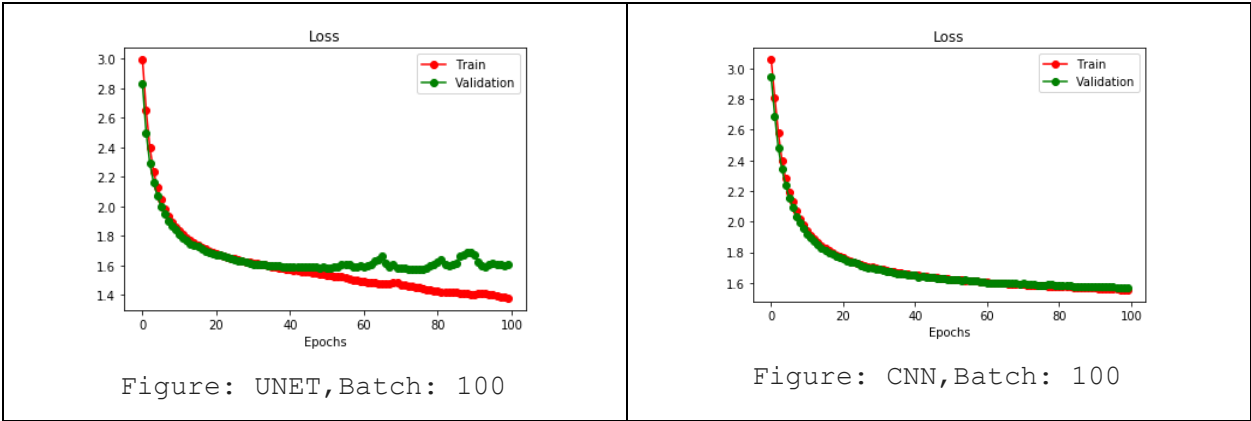 Loss
3.0
2.8
2.6
2.4
2.2
2.0
1.8
1.6
1.4
Train
Validation
0 20 40 60 80 100
Epochs
Figure: UNET,Batch: 100
Loss
3.0
2.8
2.6
2.4
2.2
2.0
1.8
1.6
Train
Validation
0 20 40 60 80 100
Epochs
Figure: CNN,Batch: 100